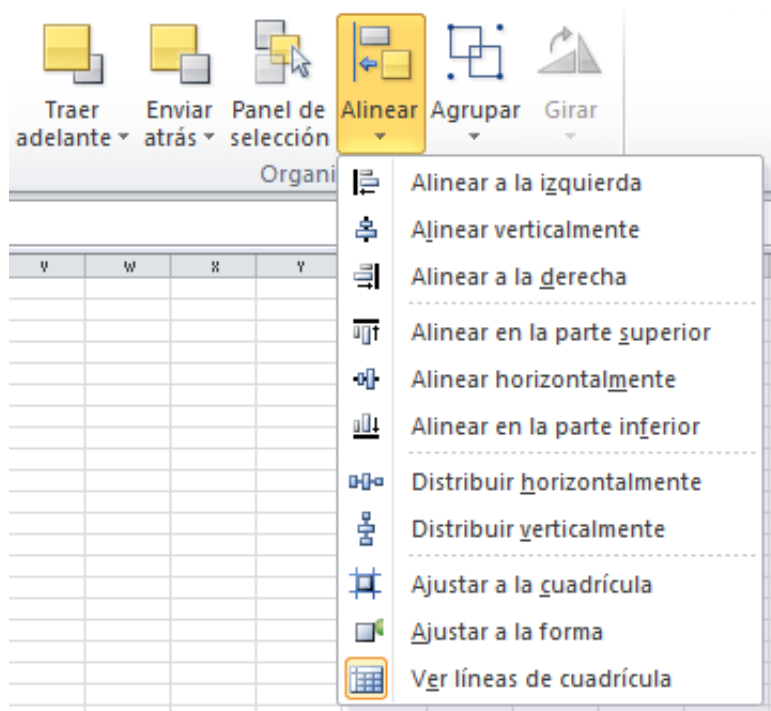 Traer adelante
Enviar atrás
Panel de selección
Alinear
Agrupar
Girar
Organi
V W X Y
Alinear a la izquierda
Alinear verticalmente
Alinear a la derecha
Alinear en la parte superior
Alinear horizontalmente
Alinear en la parte inferior
Distribuir horizontalmente
Distribuir verticalmente
Ajustar a la cuadrícula
Ajustar a la forma
Ver líneas de cuadrícula